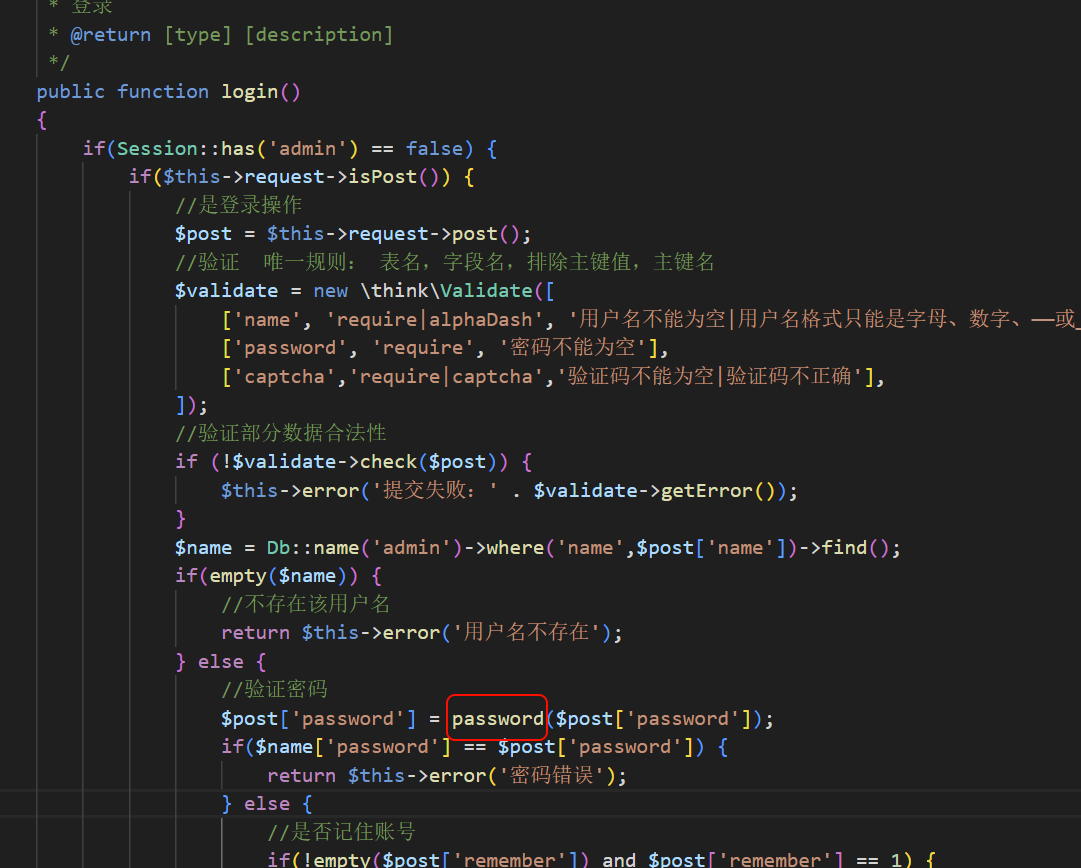 * 登录
* @return [type] [description]
*/
public function login()
{
if(Session::has('admin') == false) {
if($this->request->isPost()) {
//是登录操作
$post = $this->request->post();
//验证  唯一规则： 表名，字段名，排除主键值，主键名
$validate = new \think\Validate([
['name', 'require|alphaDash', '用户名不能为空|用户名格式只能是字母、数字、——或_
['password', 'require', '密码不能为空'],
['captcha','require|captcha','验证码不能为空|验证码不正确'],
]);
//验证部分数据合法性
if (!$validate->check($post)) {
$this->error('提交失败：' . $validate->getError());
}
$name = Db::name('admin')->where('name',$post['name'])->find();
if(empty($name)) {
//不存在该用户名
return $this->error('用户名不存在');
} else {
//验证密码
$post['password'] = password($post['password']);
if($name['password'] == $post['password']) {
return $this->error('密码错误');
} else {
//是否记住账号
if(!empty($post['remember']) and $post['remember'] == 1) {